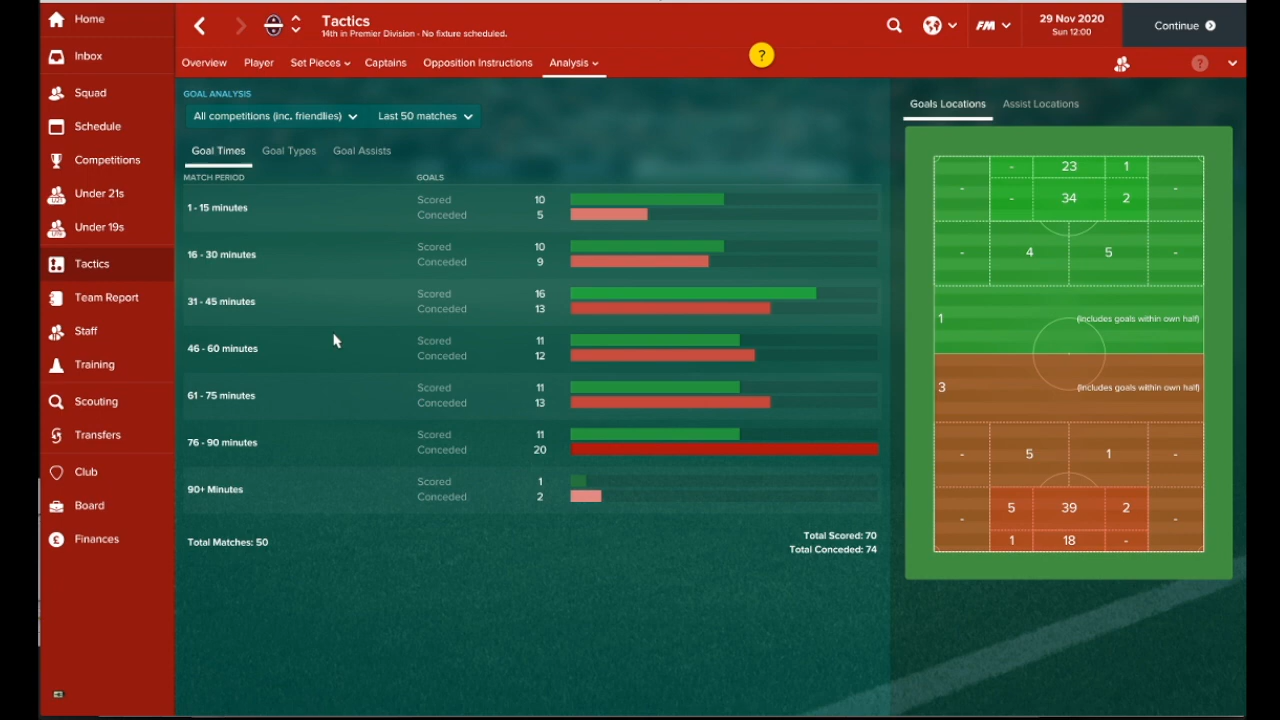 Home
Inbox
Squad
Schedule
Competitions
Under 21s
Under 19s
Tactics
Team Report
Staff
Training
Scouting
Transfers
Club
Board
Finances
Tactics
14th in Premier Division - No fixture scheduled.
FM
29 Nov 2020
Sun 12:00
Continue
Overview Player Set Pieces Captains Opposition Instructions Analysis
?
?
GOAL ANALYSIS
All competitions (inc. friendlies) Last 50 matches
Goal Times Goal Types Goal Assists
MATCH PERIOD GOALS
1 - 15 minutes
Scored 10
Conceded 5
16 - 30 minutes
Scored 10
Conceded 9
31 - 45 minutes
Scored 16
Conceded 13
46 - 60 minutes
Scored 11
Conceded 12
61 - 75 minutes
Scored 11
Conceded 13
76 - 90 minutes
Scored 11
Conceded 20
90+ Minutes
Scored 1
Conceded 2
Total Matches: 50
Total Scored: 70
Total Conceded: 74
Goals Locations Assist Locations
- 23 1
- -
- 34 2
- 4 5 -
1 (Includes goals within own half)
3 (Includes goals within own half)
- 5 1 -
5 39 2
- -
1 18 -